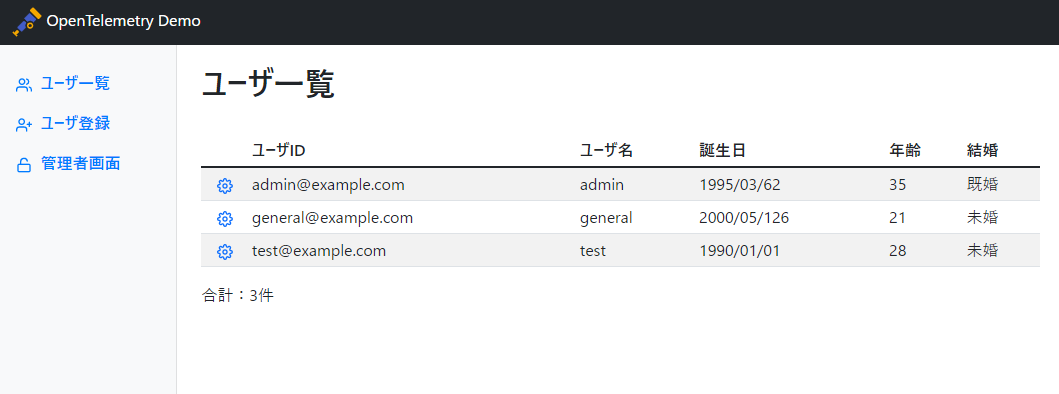 OpenTelemetry Demo
ユーザ一覧
ユーザ登録
管理者画面
ユーザ一覧
ユーザID ユーザ名 誕生日 年齢 結婚
admin@example.com admin 1995/03/62 35 既婚
general@example.com general 2000/05/126 21 未婚
test@example.com test 1990/01/01 28 未婚
合計：3件